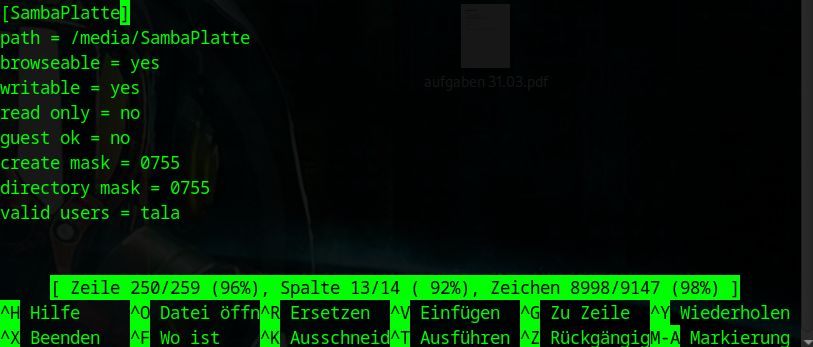 [SambaPlatte]
path = /media/SambaPlatte
browseable = yes
writable = yes
read only = no
guest ok = no
create mask = 0755
directory mask = 0755
valid users = tala
aufgaben 31.03.pdf
[ Zeile 250/259 (96%), Spalte 13/14 ( 92%), Zeichen 8998/9147 (98%) ]
^H Hilfe ^O Datei öffn ^R Ersetzen ^V Einfügen ^G Zu Zeile ^Y Wiederholen
^X Beenden ^F Wo ist ^K Ausschneid ^T Ausführen ^Z Rückgängig M-A Markierung